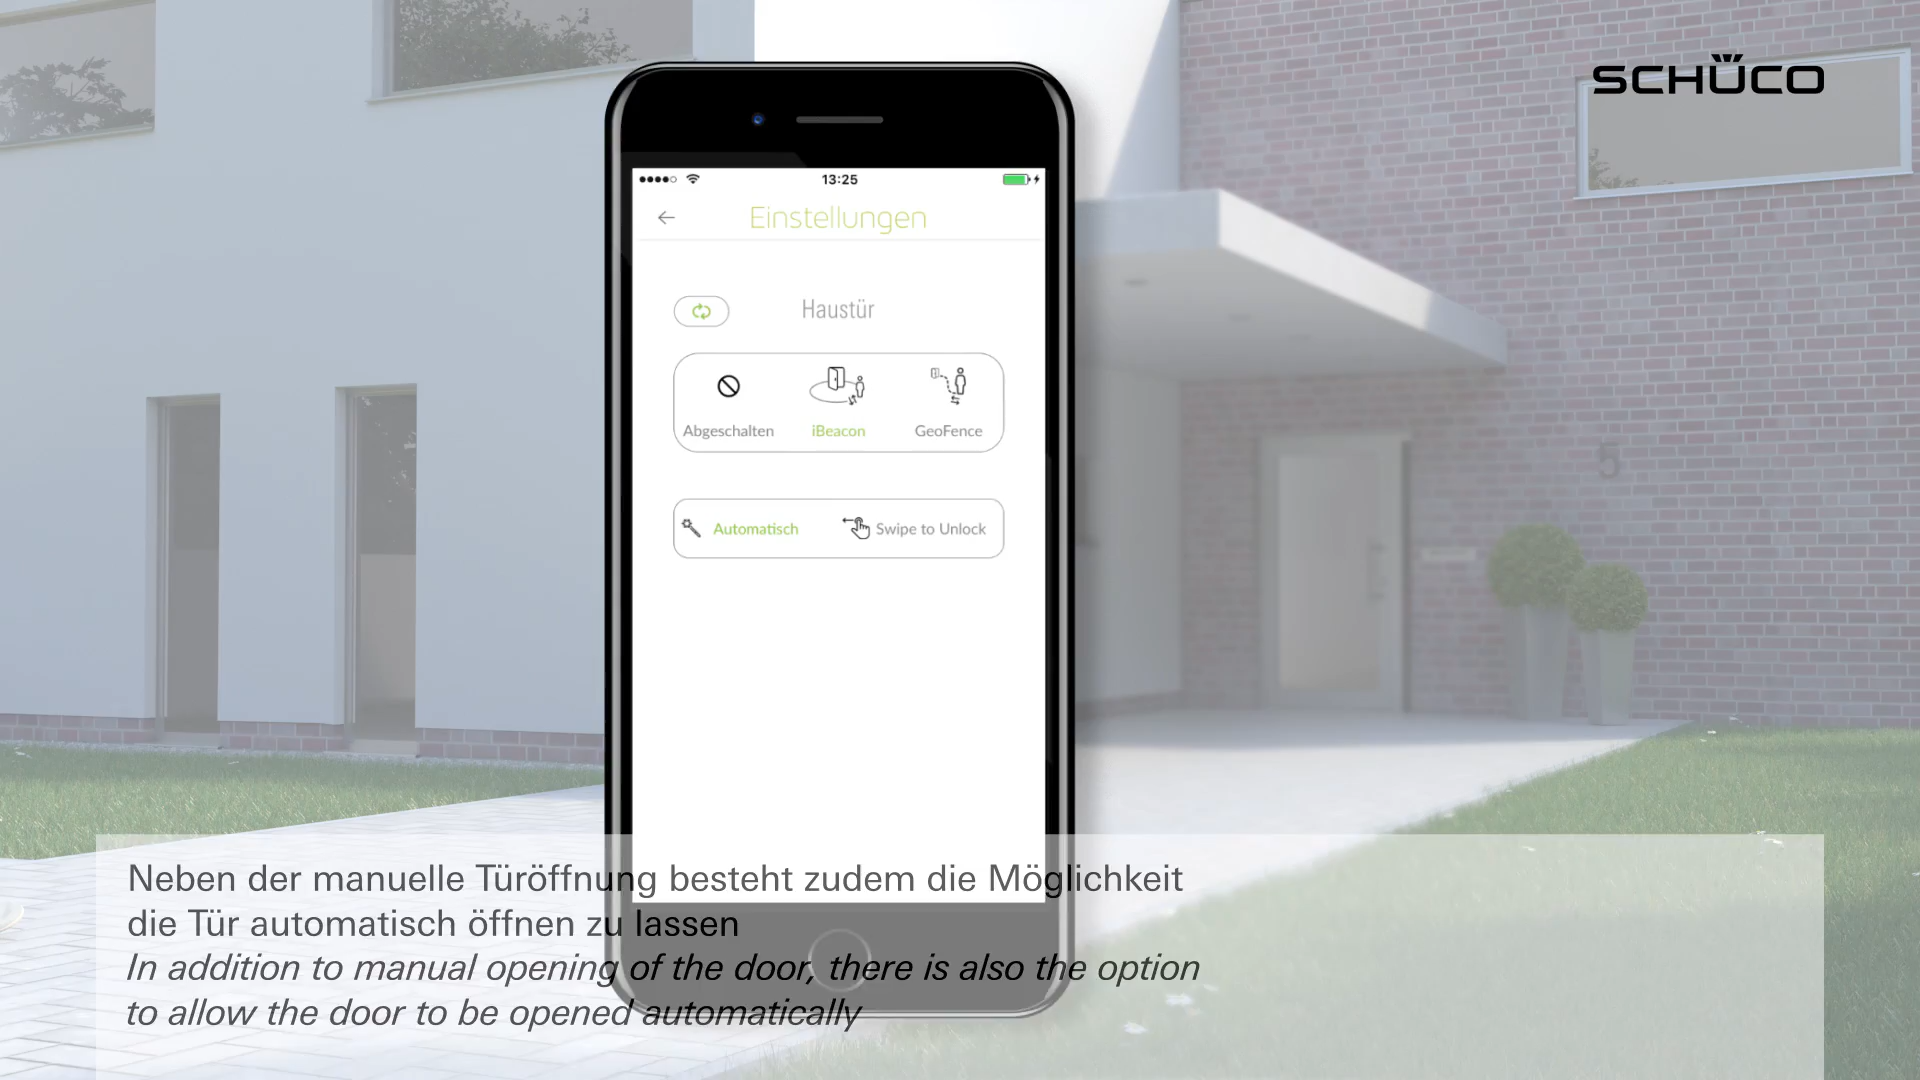 SCHÜCO
13:25
Einstellungen
Haustür
Abgeschalten iBeacon GeoFence
Automatisch Swipe to Unlock
5
Neben der manuelle Türöffnung besteht zudem die Möglichkeit
die Tür automatisch öffnen zu lassen
In addition to manual opening of the door, there is also the option
to allow the door to be opened automatically